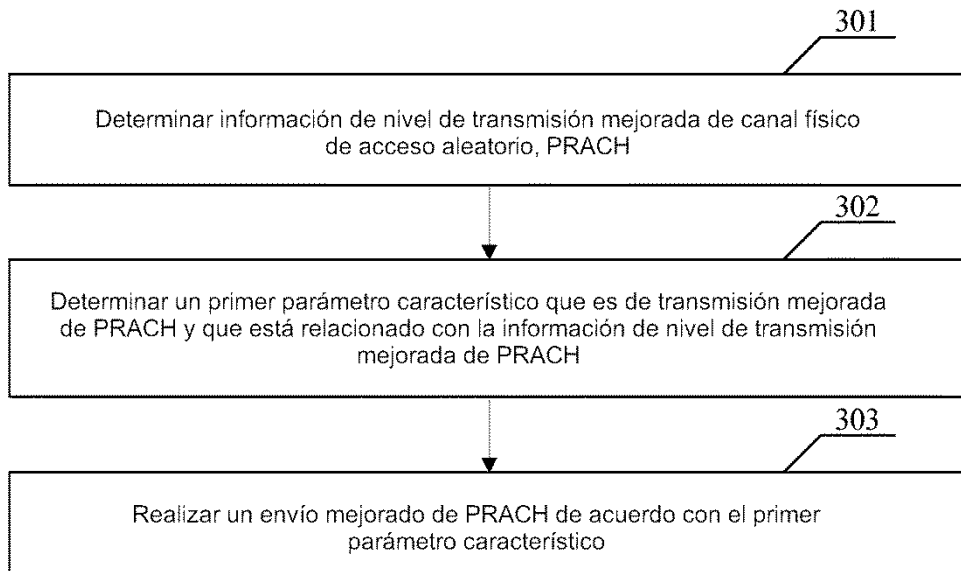 301
Determinar información de nivel de transmisión mejorada de canal físico
de acceso aleatorio, PRACH
302
Determinar un primer parámetro característico que es de transmisión mejorada
de PRACH y que está relacionado con la información de nivel de transmisión
mejorada de PRACH
303
Realizar un envío mejorado de PRACH de acuerdo con el primer
parámetro característico